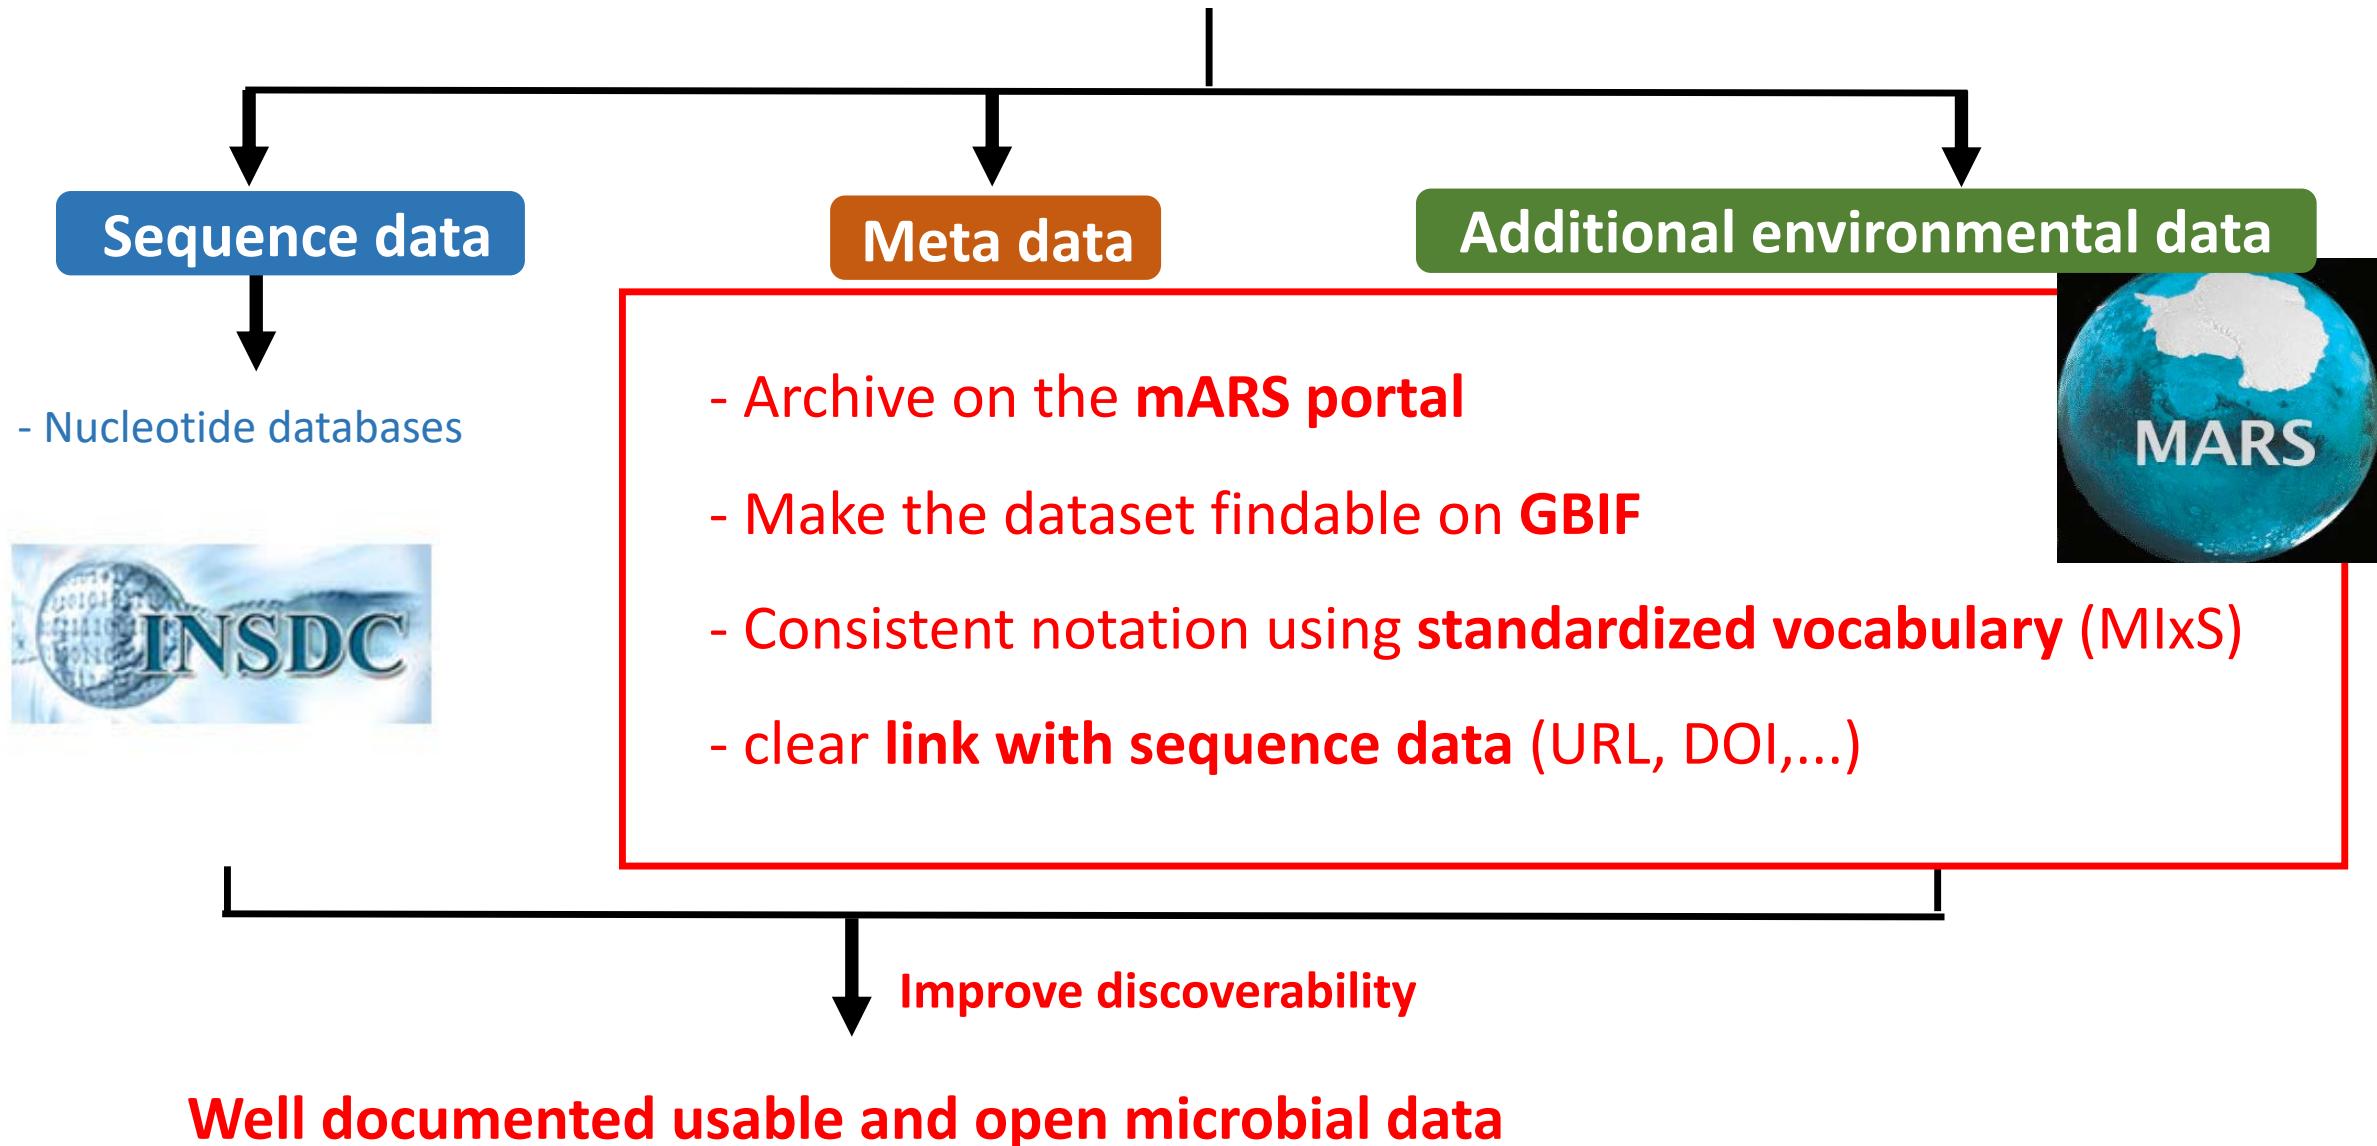 Sequence data
Meta data
Additional environmental data
- Nucleotide databases
INSDC
- Archive on the mARS portal
- Make the dataset findable on GBIF
- Consistent notation using standardized vocabulary (MIxS)
- clear link with sequence data (URL, DOI,...)
MARS
Improve discoverability
Well documented usable and open microbial data